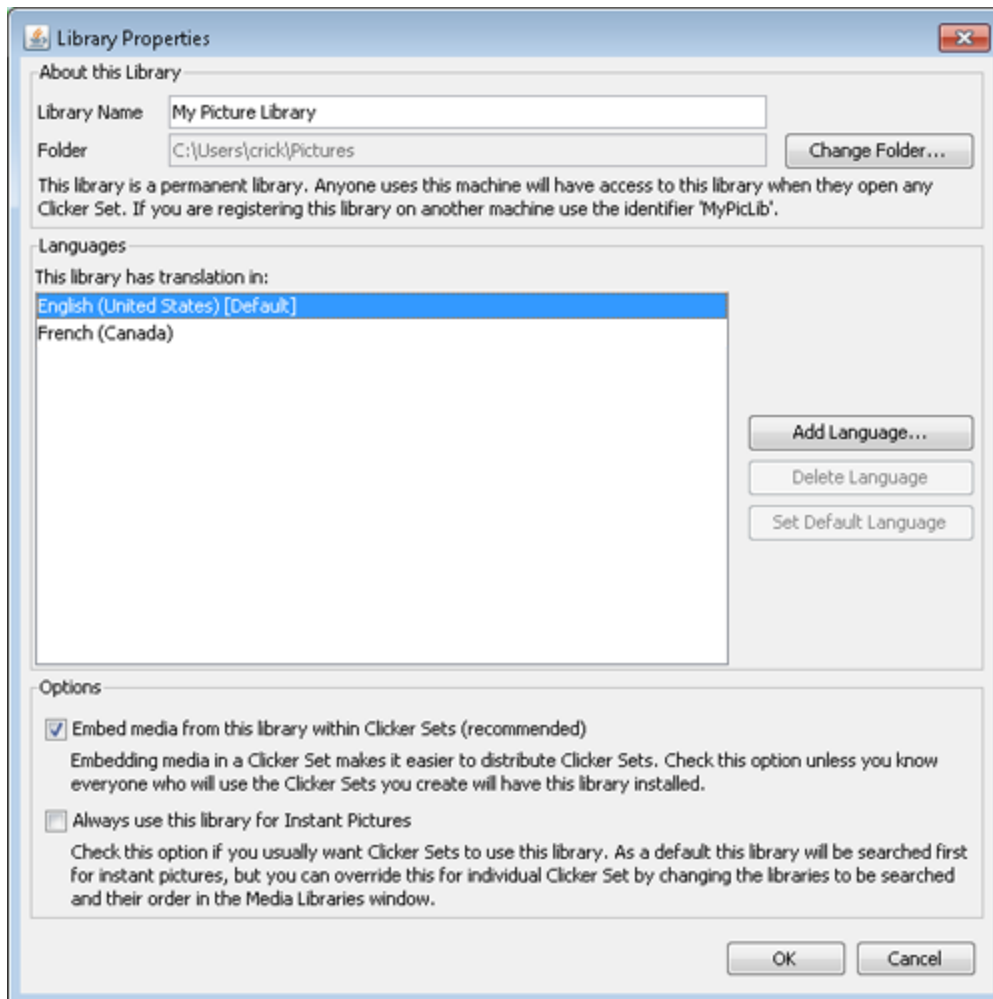 Library Properties
About this Library
Library Name My Picture Library
Folder C:\Users\crick\Pictures Change Folder...
This library is a permanent library. Anyone uses this machine will have access to this library when they open any
Clicker Set. If you are registering this library on another machine use the identifier 'MyPicLib'.
Languages
This library has translation in:
English (United States) [Default]
French (Canada)
Add Language...
Delete Language
Set Default Language
Options
Embed media from this library within Clicker Sets (recommended)
Embedding media in a Clicker Set makes it easier to distribute Clicker Sets. Check this option unless you know
everyone who will use the Clicker Sets you create will have this library installed.
Always use this library for Instant Pictures
Check this option if you usually want Clicker Sets to use this library. As a default this library will be searched first
for instant pictures, but you can override this for individual Clicker Set by changing the libraries to be searched
and their order in the Media Libraries window.
OK Cancel